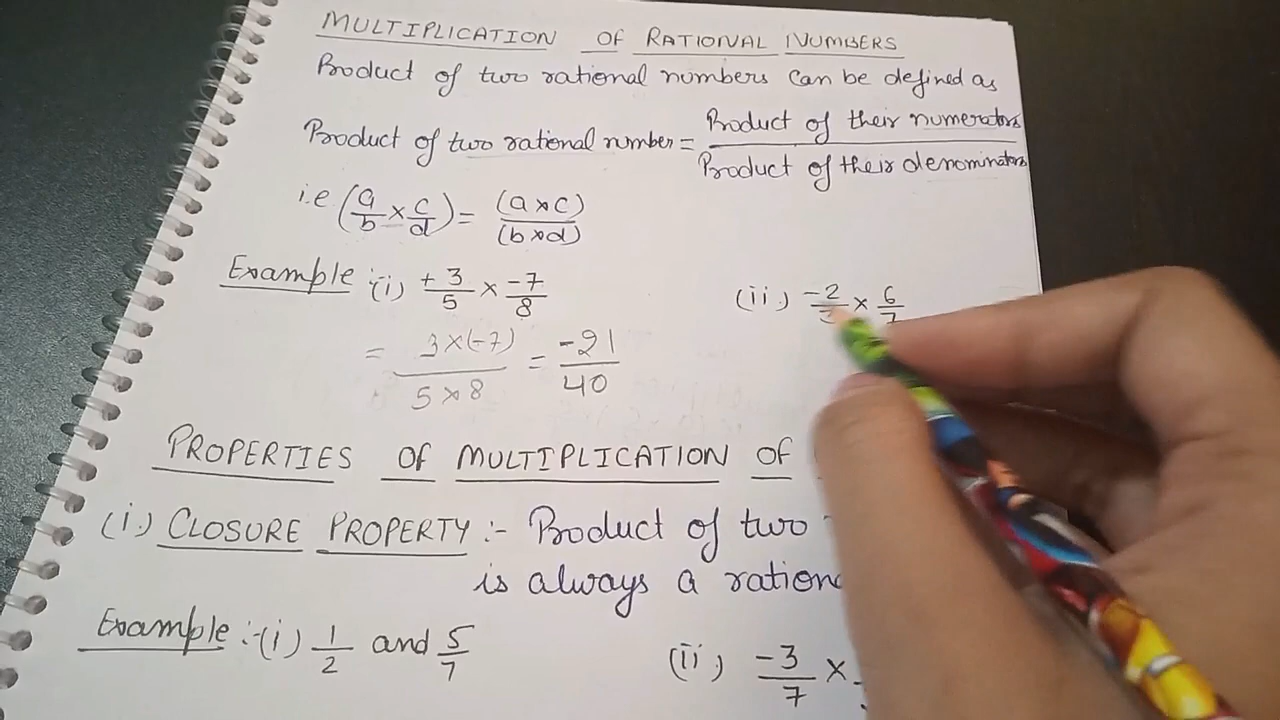 MULTIPLICATION OF RATIONAL NUMBERS
Product of two rational numbers can be defined as
Product of two rational number = Product of their numerators / Product of their denominators
i.e (a/b × c/d) = (a × c)/(b × d)
Example :- (i) +3/5 × -7/8
= 3×(-7)/5×8 = -21/40
(ii) -2/3 × 6/7
PROPERTIES OF MULTIPLICATION OF
(i.) CLOSURE PROPERTY :- Product of two
is always a
Example :- (i) 1/2 and 5/7
(ii) -3/7 ×